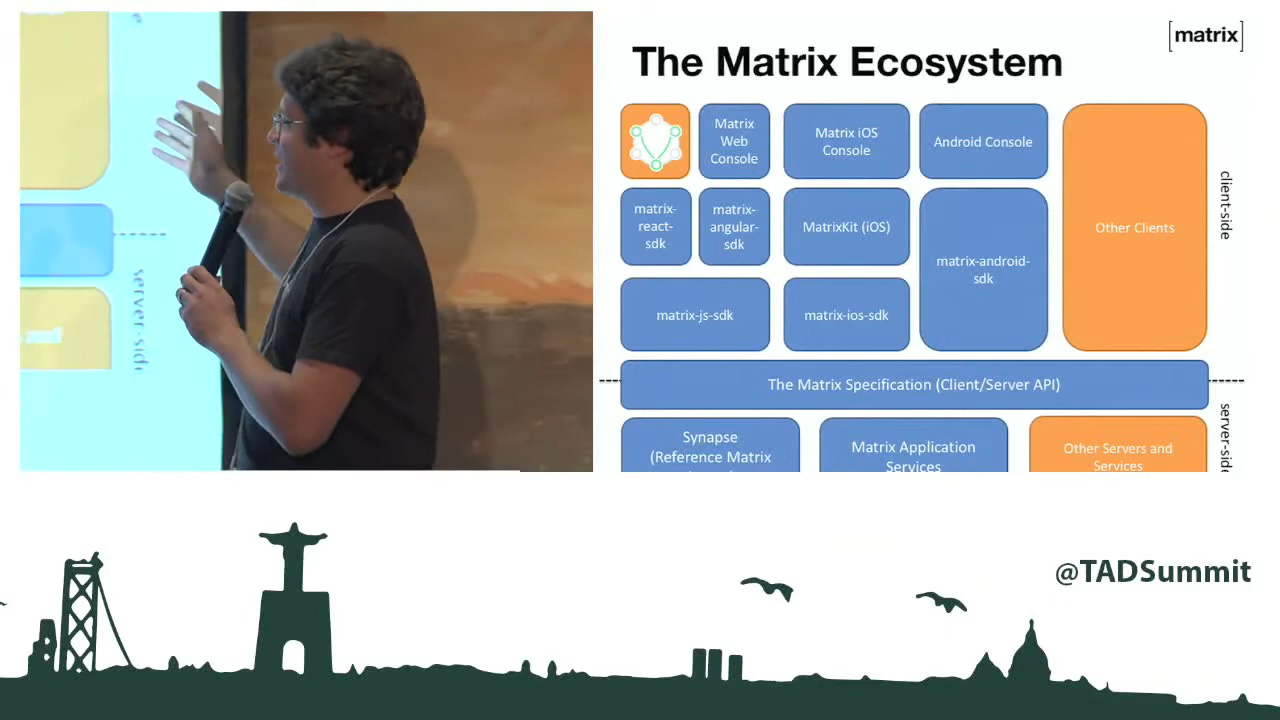 [matrix]
The Matrix Ecosystem
Matrix
Web
Console
Matrix iOS
Console
Android Console
matrix-
react-
sdk
matrix-
angular-
sdk
MatrixKit (iOS)
matrix-android-
sdk
Other Clients
client-side
matrix-js-sdk
matrix-ios-sdk
The Matrix Specification (Client/Server API)
Synapse
(Reference Matrix
Matrix Application
Services
Other Servers and
Services
server-side
server-side
@TADSummit